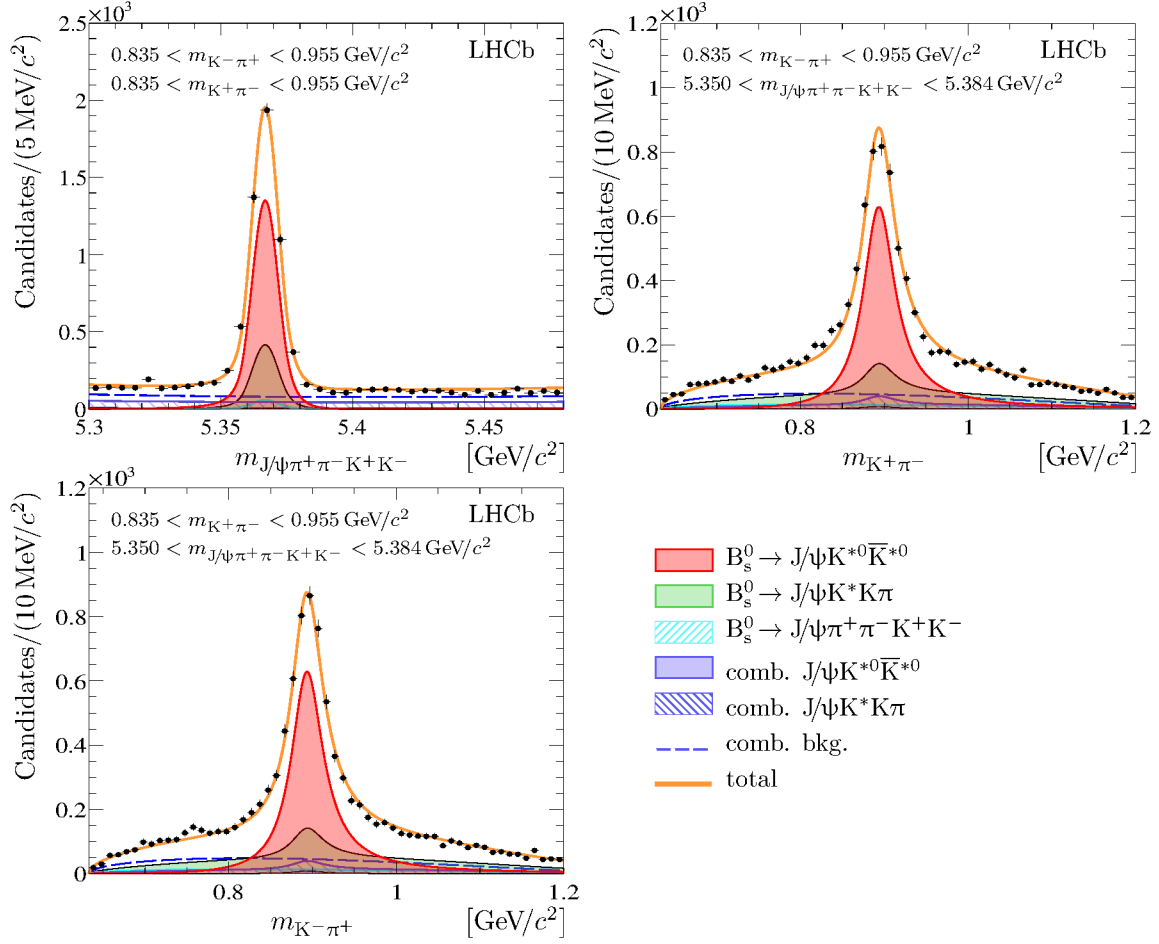 ×10³
2.5
2
1.5
1
0.5
0
Candidates/(5 MeV/c²)
0.835 < m_{K⁻π⁺} < 0.955 GeV/c²
0.835 < m_{K⁺π⁻} < 0.955 GeV/c²
LHCb
5.3 5.35 5.4 5.45
m_{J/ψπ⁺π⁻K⁺K⁻} [GeV/c²]
×10³
1.2
1
0.8
0.6
0.4
0.2
0
Candidates/(10 MeV/c²)
0.835 < m_{K⁻π⁺} < 0.955 GeV/c²
5.350 < m_{J/ψπ⁺π⁻K⁺K⁻} < 5.384 GeV/c²
LHCb
0.8 1 1.2
m_{K⁺π⁻} [GeV/c²]
×10³
1.2
1
0.8
0.6
0.4
0.2
0
Candidates/(10 MeV/c²)
0.835 < m_{K⁺π⁻} < 0.955 GeV/c²
5.350 < m_{J/ψπ⁺π⁻K⁺K⁻} < 5.384 GeV/c²
LHCb
0.8 1 1.2
m_{K⁻π⁺} [GeV/c²]
B⁰ₛ → J/ψK*⁰K̅*⁰
B⁰ₛ → J/ψK*Kπ
B⁰ₛ → J/ψπ⁺π⁻K⁺K⁻
comb. J/ψK*⁰K̅*⁰
comb. J/ψK*Kπ
comb. bkg.
total